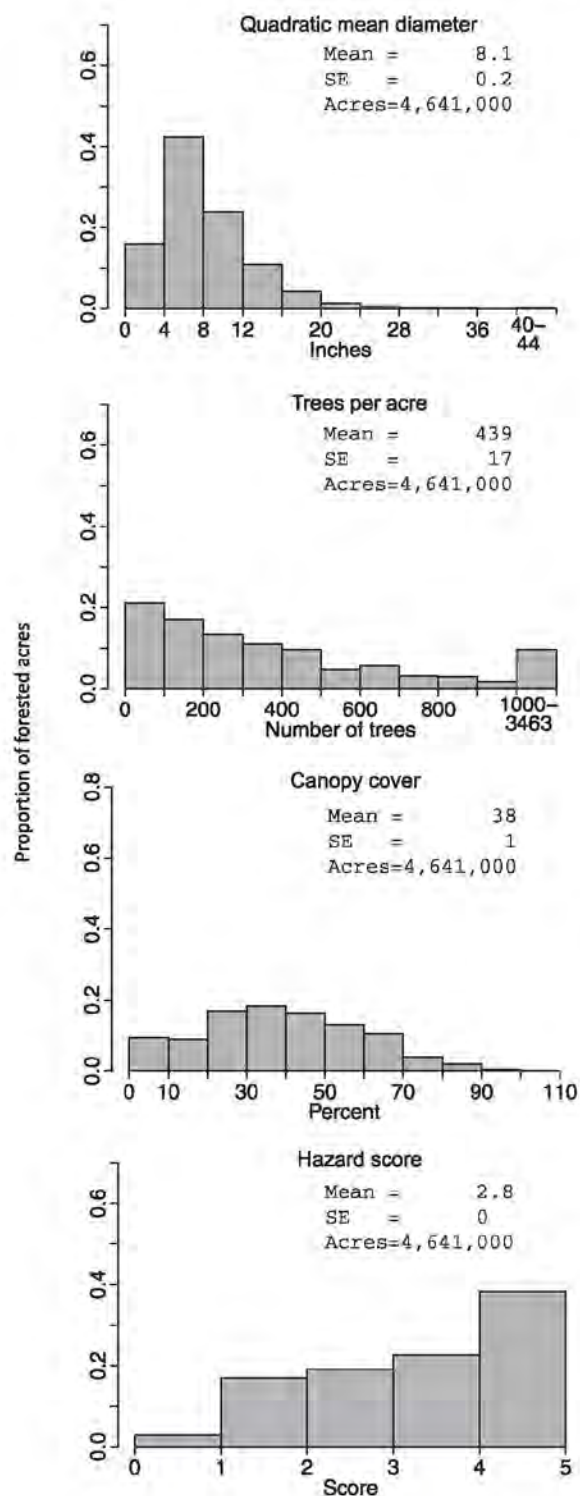 Proportion of forested acres
Quadratic mean diameter
Mean = 8.1
SE = 0.2
Acres=4,641,000
0.6
0.4
0.2
0.0
0 4 8 12 20 28 36 40–
44
Inches
Trees per acre
Mean = 439
SE = 17
Acres=4,641,000
0.6
0.4
0.2
0.0
0 200 400 600 800 1000–
3463
Number of trees
Canopy cover
Mean = 38
SE = 1
Acres=4,641,000
0.8
0.6
0.4
0.2
0.0
0 10 30 50 70 90 110
Percent
Hazard score
Mean = 2.8
SE = 0
Acres=4,641,000
0.6
0.4
0.2
0.0
0 1 2 3 4 5
Score